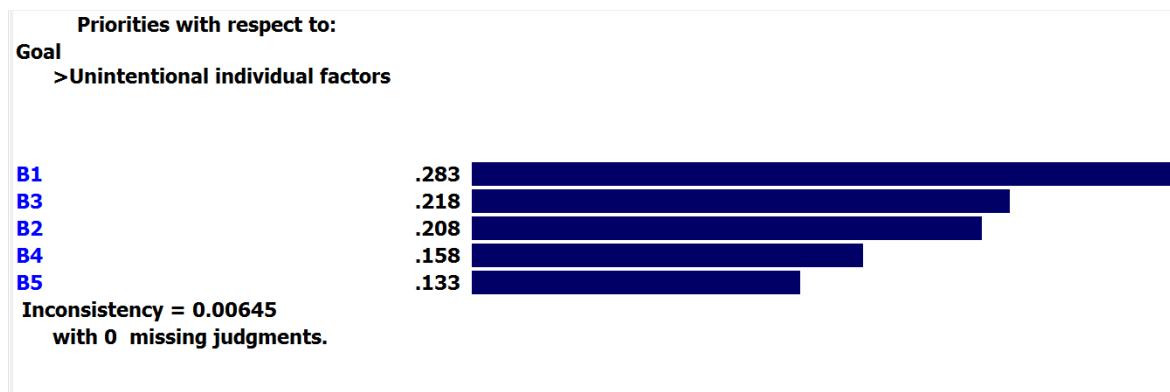 Priorities with respect to:
Goal
>Unintentional individual factors
B1 .283
B3 .218
B2 .208
B4 .158
B5 .133
Inconsistency = 0.00645
with 0 missing judgments.